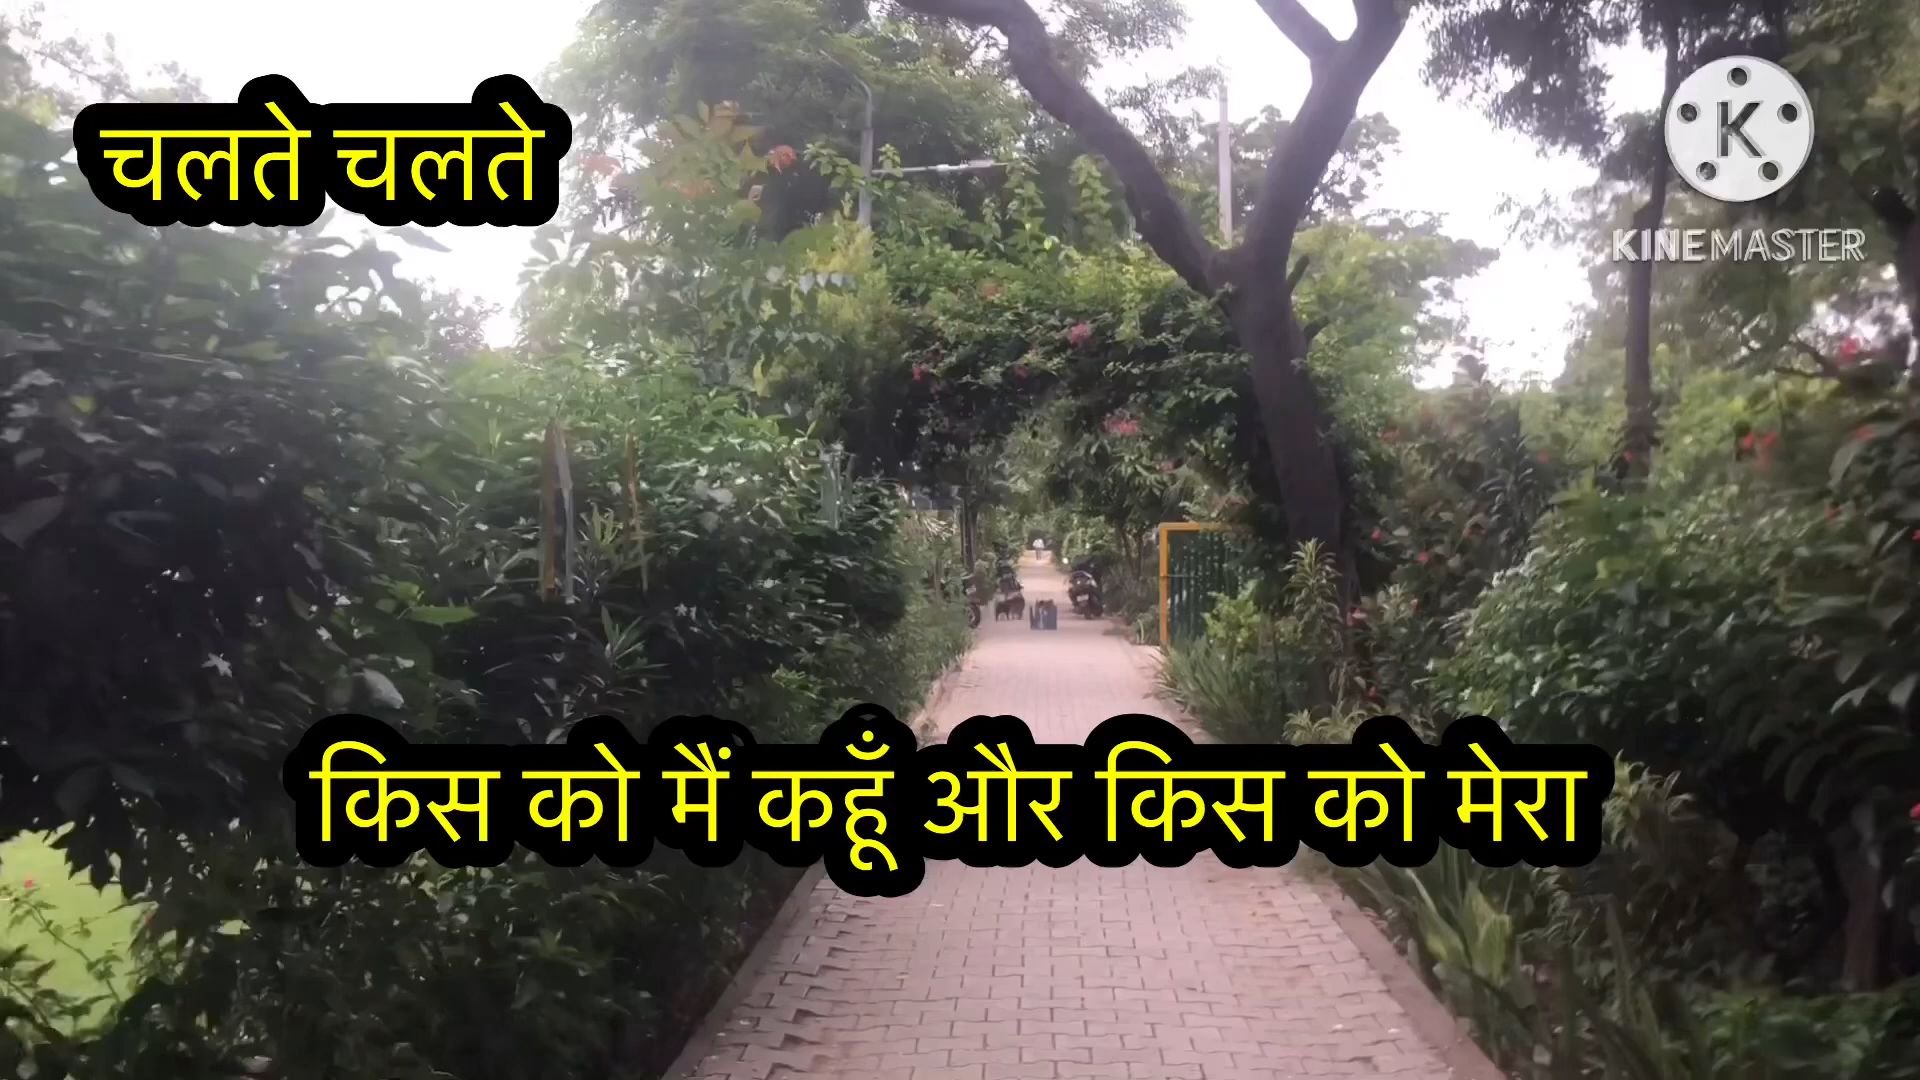 चलते चलते
K
KINEMASTER
किस को मैं कहूँ और किस को मेरा